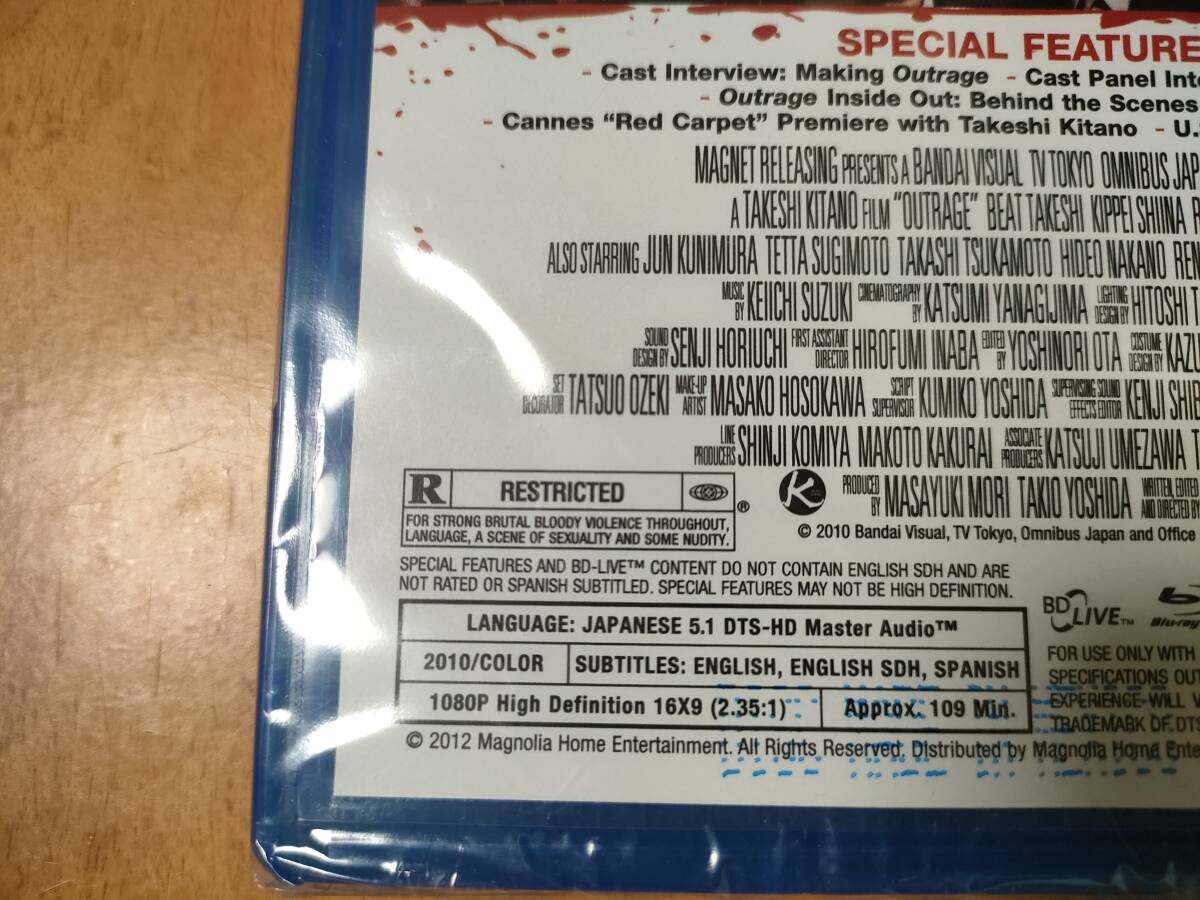 SPECIAL FEATURE
- Cast Interview: Making Outrage - Cast Panel
- Outrage Inside Out: Behind the Scenes
- Cannes “Red Carpet” Premiere with Takeshi Kitano - U.
MAGNET RELEASING PRESENTS A BANDAI VISUAL TV TOKYO OMNIBUS
A TAKESHI KITANO FILM “OUTRAGE” BEAT TAKESHI KIPPEI SHIINA
ALSO STARRING JUN KUNIMURA TETTA SUGIMOTO TAKASHI TSUKAMOTO HIDEO NAKANO
MUSIC BY KEIICHI SUZUKI CINEMATOGRAPHY BY KATSUMI YANAGIJIMA LIGHTING DESIGN BY HITOSHI
SOUND DESIGN BY SENJI HORIUCHI FIRST ASSISTANT DIRECTOR HIROFUMI INABA EDITED BY YOSHINORI OTA COSTUME DESIGN BY
SET DECORATOR TATSUO OZEKI MAKE-UP ARTIST MASAKO HOSOKAWA SCRIPT SUPERVISOR KUMIKO YOSHIDA SUPERVISING SOUND EFFECTS EDITOR KENJI
LINE PRODUCERS SHINJI KOMIYA MAKOTO KAKURAI ASSOCIATE PRODUCERS KATSUJI UMEZAWA
PRODUCED BY MASAYUKI MORI TAKIO YOSHIDA WRITTEN, EDITED AND DIRECTED BY
R RESTRICTED ®
FOR STRONG BRUTAL BLOODY VIOLENCE THROUGHOUT,
LANGUAGE, A SCENE OF SEXUALITY AND SOME NUDITY.
K
© 2010 Bandai Visual, TV Tokyo, Omnibus Japan and Office
SPECIAL FEATURES AND BD-LIVE™ CONTENT DO NOT CONTAIN ENGLISH SDH AND ARE
NOT RATED OR SPANISH SUBTITLED. SPECIAL FEATURES MAY NOT BE HIGH DEFINITION.
LANGUAGE: JAPANESE 5.1 DTS-HD Master Audio™
2010/COLOR SUBTITLES: ENGLISH, ENGLISH SDH, SPANISH
1080P High Definition 16X9 (2.35:1) Approx. 109 Min.
BD LIVE™ Blu-ray
FOR USE ONLY WITH
SPECIFICATIONS
EXPERIENCE WILL
TRADEMARK OF
© 2012 Magnolia Home Entertainment. All Rights Reserved. Distributed by Magnolia Home